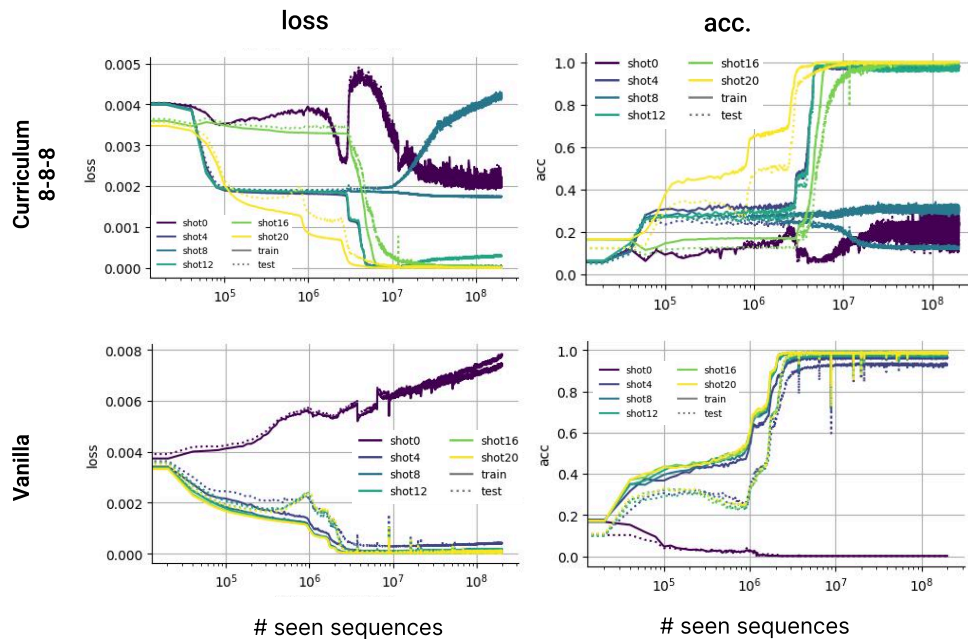 loss
acc.
Curriculum
8-8-8
loss
0.005
0.004
0.003
0.002
0.001
0.000
shot0
shot4
shot8
shot12
shot16
shot20
train
test
10^5
10^6
10^7
10^8
acc
1.0
0.8
0.6
0.4
0.2
0.0
shot0
shot4
shot8
shot12
shot16
shot20
train
test
10^5
10^6
10^7
10^8
Vanilla
loss
0.008
0.006
0.004
0.002
0.000
shot0
shot4
shot8
shot12
shot16
shot20
train
test
10^5
10^6
10^7
10^8
acc
1.0
0.8
0.6
0.4
0.2
0.0
shot0
shot4
shot8
shot12
shot16
shot20
train
test
10^5
10^6
10^7
10^8
# seen sequences
# seen sequences